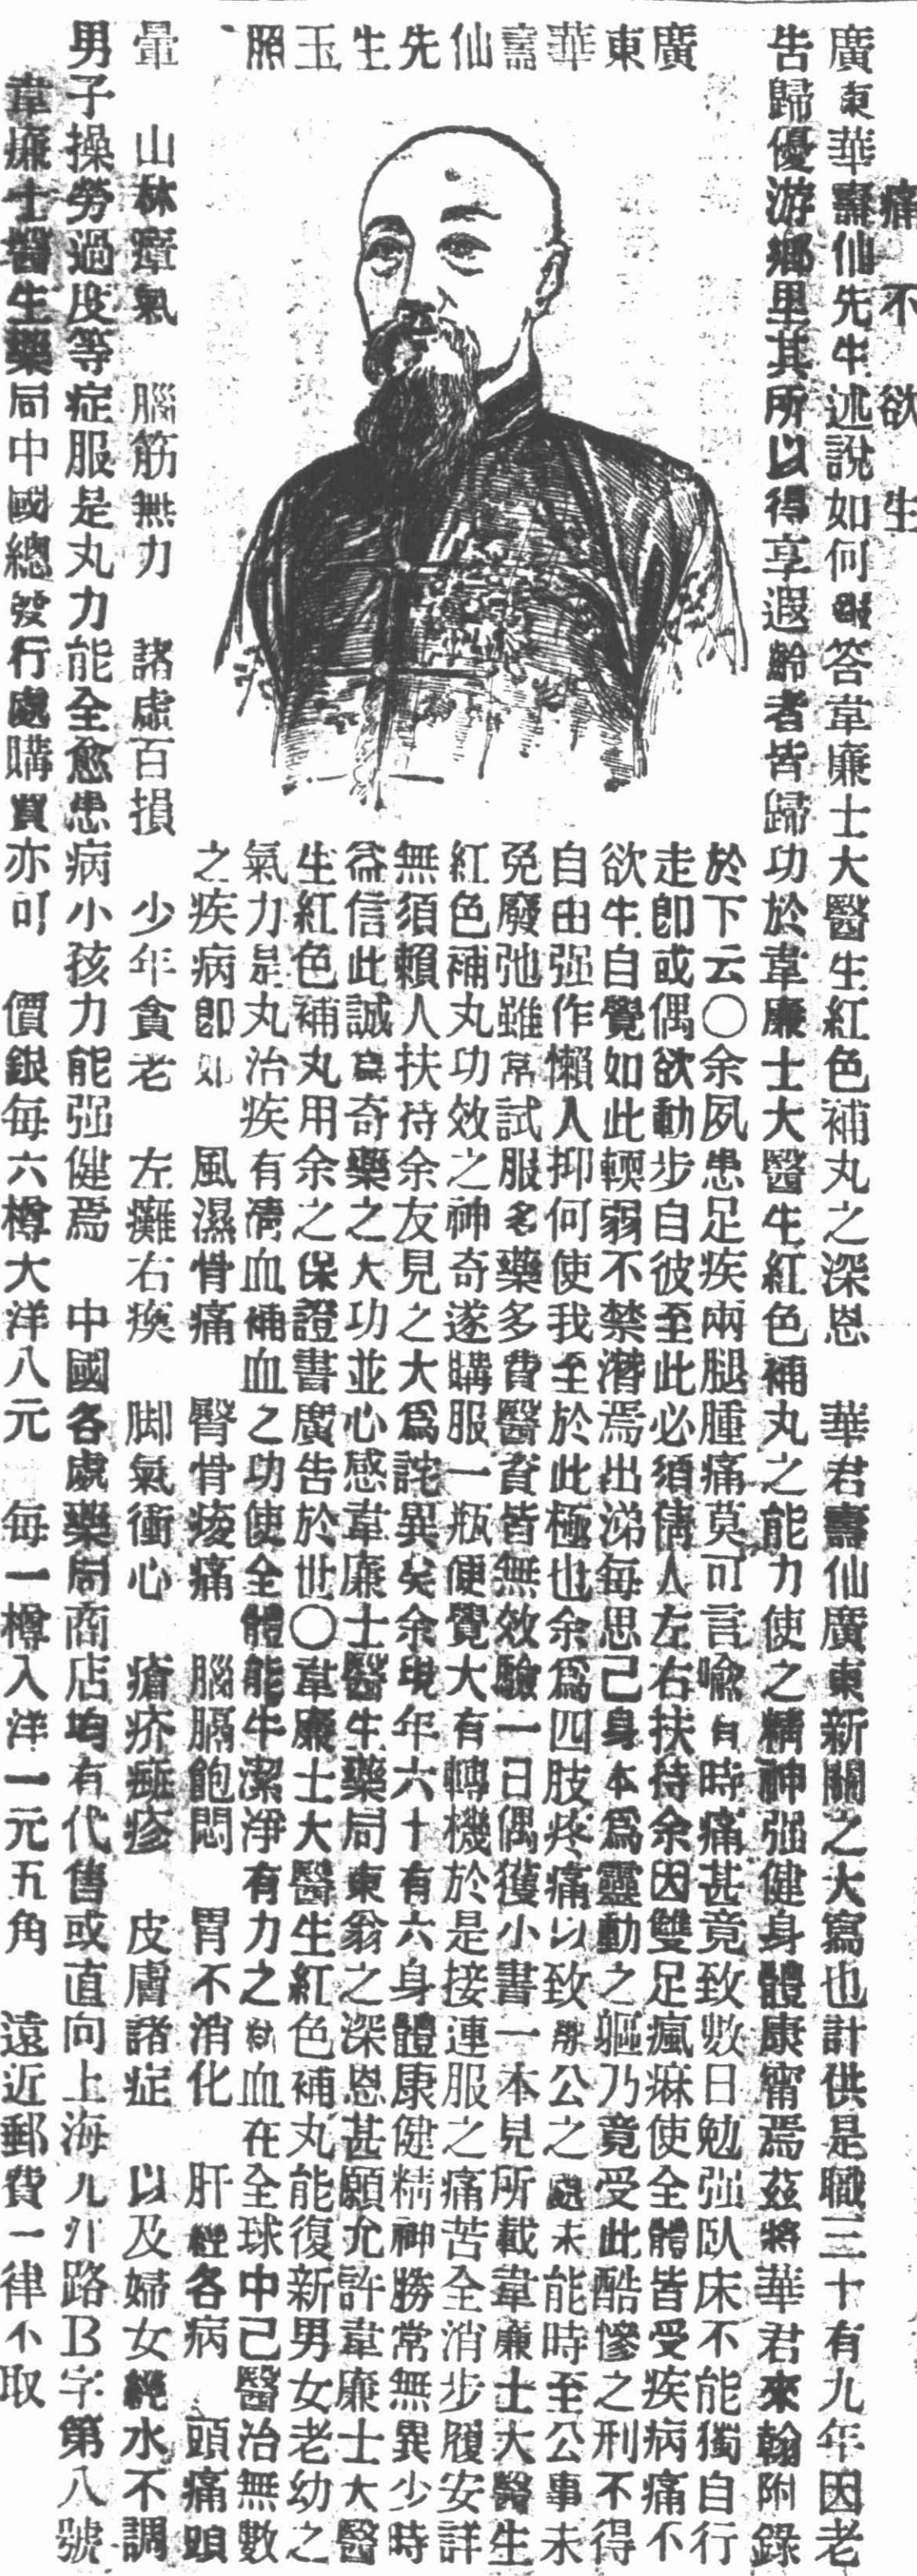 痛不欲生
廣東華壽仙先生述說如何報答韋廉士大醫生紅色補丸之深恩　華君壽仙廣東新關之大寫也計供是職三十有九年因老
告歸優游鄉里其所以得享遐齡者皆歸功於韋廉士大醫生紅色補丸之能力使之精神强健身體康甯焉茲將華君來翰附錄
廣東華壽仙先生玉照
於下云〇余夙患足疾兩腿腫痛莫可言喩有時痛甚竟致數日勉强臥床不能獨自行
走卽或偶欲動步自彼至此必須倩人左右扶待余因雙足瘋痳使全體皆受疾病痛不
欲生自覺如此輭弱不禁潸焉出涕每思己身本爲靈動之軀乃竟受此酷慘之刑不得
自由强作懶人抑何使我至於此極也余爲四肢疼痛以致辦公之處未能時至公事未
免廢弛雖常試服多藥多費醫資皆無效驗一日偶獲小書一本見所載韋廉士大醫生
紅色補丸功效之神奇遂購服一瓶便覺大有轉機於是接連服之痛苦全消步履安詳
無須賴人扶待余友見之大爲詫異矣余現年六十有六身體康健精神勝常無異少時
益信此誠爲奇藥之大功並心感韋廉士醫生藥局東翁之深恩甚願允許韋廉士大醫
生紅色補丸用余之保證書廣告於世〇韋廉士大醫生紅色補丸能復新男女老幼之
氣力是丸治疾有淸血補血之功使全體能生潔淨有力之血在全球中己醫治無數
之疾病卽如　風濕骨痛　臀骨痠痛　腦膈飽悶　胃不消化　肝經各病　頭痛頭
暈　山林瘴氣　腦筋無力　諸虛百損　少年貪老　左癱右瘓　脚氣衝心　瘡疥癍疹　皮膚諸症　以及婦女經水不調
男子操勞過度等症服是丸力能全愈患病小孩力能强健焉　中國各處藥局商店均有代售或直向上海九江路B字第八號
韋廉士醫生藥局中國總發行處購買亦可　價銀每六樽大洋八元　每一樽入洋一元五角　遠近郵費一律不取